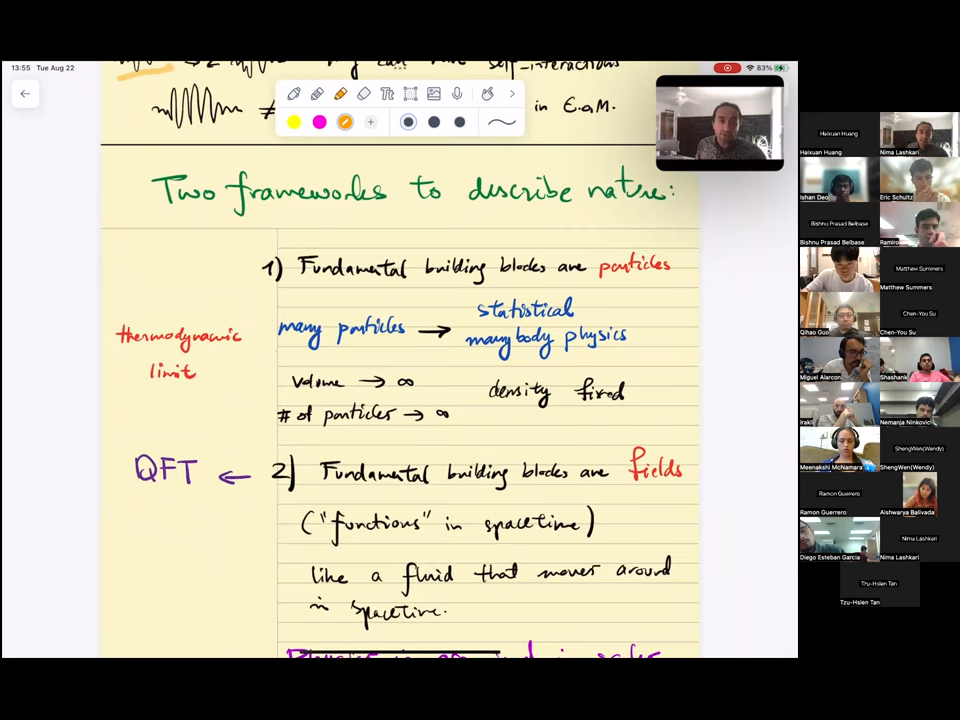 13:55 Tue Aug 22
83%
self-interactions
≠
in E.&M.
Two frameworks to describe nature:
1) Fundamental building blocks are particles
thermodynamic
limit
many particles → statistical
manybody physics
volume → ∞ density fixed
# of particles → ∞
QFT ← 2) Fundamental building blocks are fields
("functions" in spacetime)
like a fluid that moves around
in spacetime.
Haixuan Huang
Haixuan Huang
Nima Lashkari
Ishan Deo
Eric Schultz
Bishnu Prasad Belbase
Bishnu Prasad Belbase
Ramiro
Matthew Summers
Matthew Summers
Qihao Guo
Chen-You Su
Chen-You Su
Miguel Alarcon
Shashank
Irakli
Nemanja Ninkovic
Meenakshi McNamara
ShengWen(Wendy)
ShengWen(Wendy)
Ramon Guerrero
Ramon Guerrero
Aishwarya Balivada
Diego Esteban Garcia
Nima Lashkari
Nima Lashkari
Tzu-Hsien Tan
Tzu-Hsien Tan